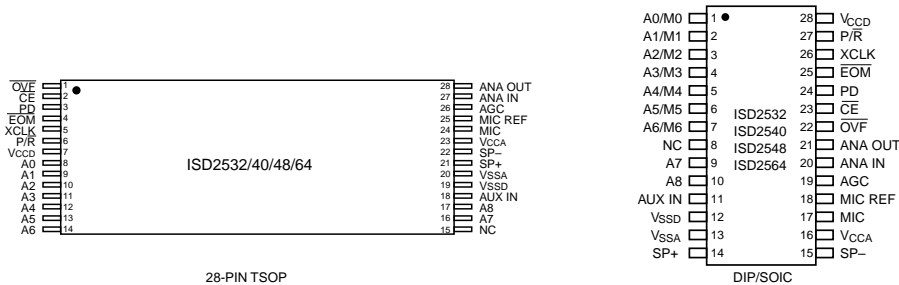 O̅V̅F̅ 1 28 ANA OUT
C̅E̅ 2 27 ANA IN
PD 3 26 AGC
E̅O̅M̅ 4 25 MIC REF
XCLK 5 24 MIC
P/R̅ 6 23 VCCA
VCCD 7 22 SP–
A0 8 21 SP+
A1 9 20 VSSA
A2 10 19 VSSD
A3 11 18 AUX IN
A4 12 17 A8
A5 13 16 A7
A6 14 15 NC
ISD2532/40/48/64
28-PIN TSOP
A0/M0 1 28 VCCD
A1/M1 2 27 P/R̅
A2/M2 3 26 XCLK
A3/M3 4 25 E̅O̅M̅
A4/M4 5 24 PD
A5/M5 6 23 C̅E̅
A6/M6 7 22 O̅V̅F̅
NC 8 21 ANA OUT
A7 9 20 ANA IN
A8 10 19 AGC
AUX IN 11 18 MIC REF
VSSD 12 17 MIC
VSSA 13 16 VCCA
SP+ 14 15 SP–
ISD2532
ISD2540
ISD2548
ISD2564
DIP/SOIC